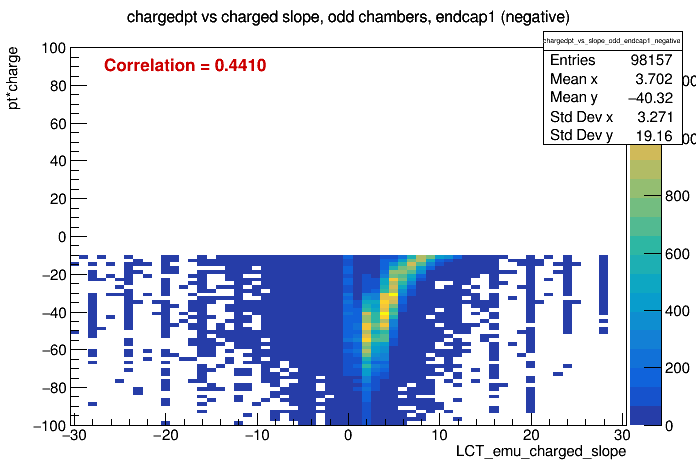 chargedpt vs charged slope, odd chambers, endcap1 (negative)
chargedpt_vs_slope_odd_endcap1_negative
Entries 98157
Mean x 3.702
Mean y −40.32
Std Dev x 3.271
Std Dev y 19.16
Correlation = 0.4410
pt*charge
100
80
60
40
20
0
−20
−40
−60
−80
−100
−30
−20
−10
0
10
20
30
LCT_emu_charged_slope
800
600
400
200
0